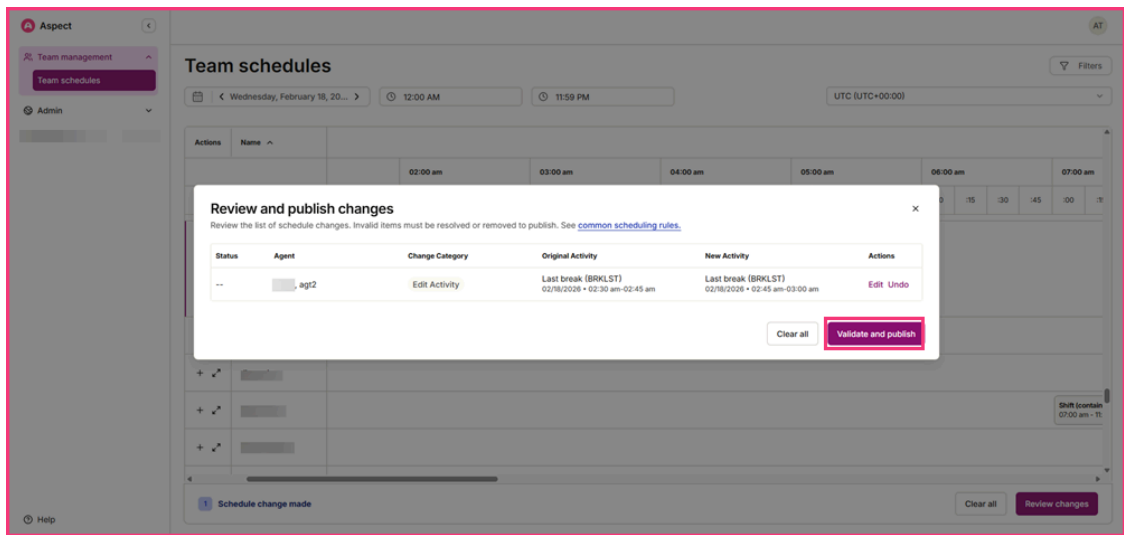 Aspect
AT
Team management
Team schedules
Admin
Team schedules
Filters
Wednesday, February 18, 20...
12:00 AM
11:59 PM
UTC (UTC+00:00)
Actions Name
02:00 am 03:00 am 04:00 am 05:00 am 06:00 am 07:00 am
:15 :30 :45 :00
Review and publish changes
Review the list of schedule changes. Invalid items must be resolved or removed to publish. See common scheduling rules.
Status Agent Change Category Original Activity New Activity Actions
-- , agt2 Edit Activity Last break (BRKLST) Last break (BRKLST) Edit Undo
02/18/2026 • 02:30 am-02:45 am 02/18/2026 • 02:45 am-03:00 am
Clear all Validate and publish
Shift (contain
07:00 am - 11:
1 Schedule change made
Clear all Review changes
Help